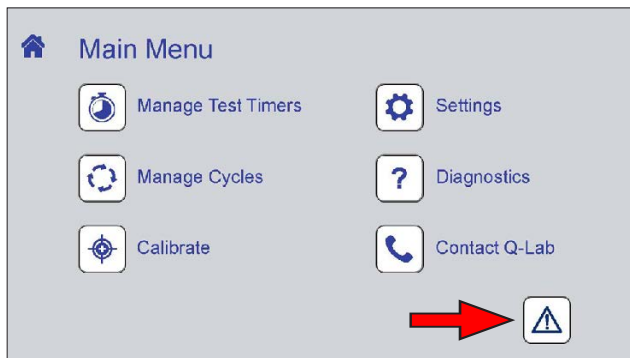 Main Menu
Manage Test Timers
Settings
Manage Cycles
?
Diagnostics
Calibrate
Contact Q-Lab